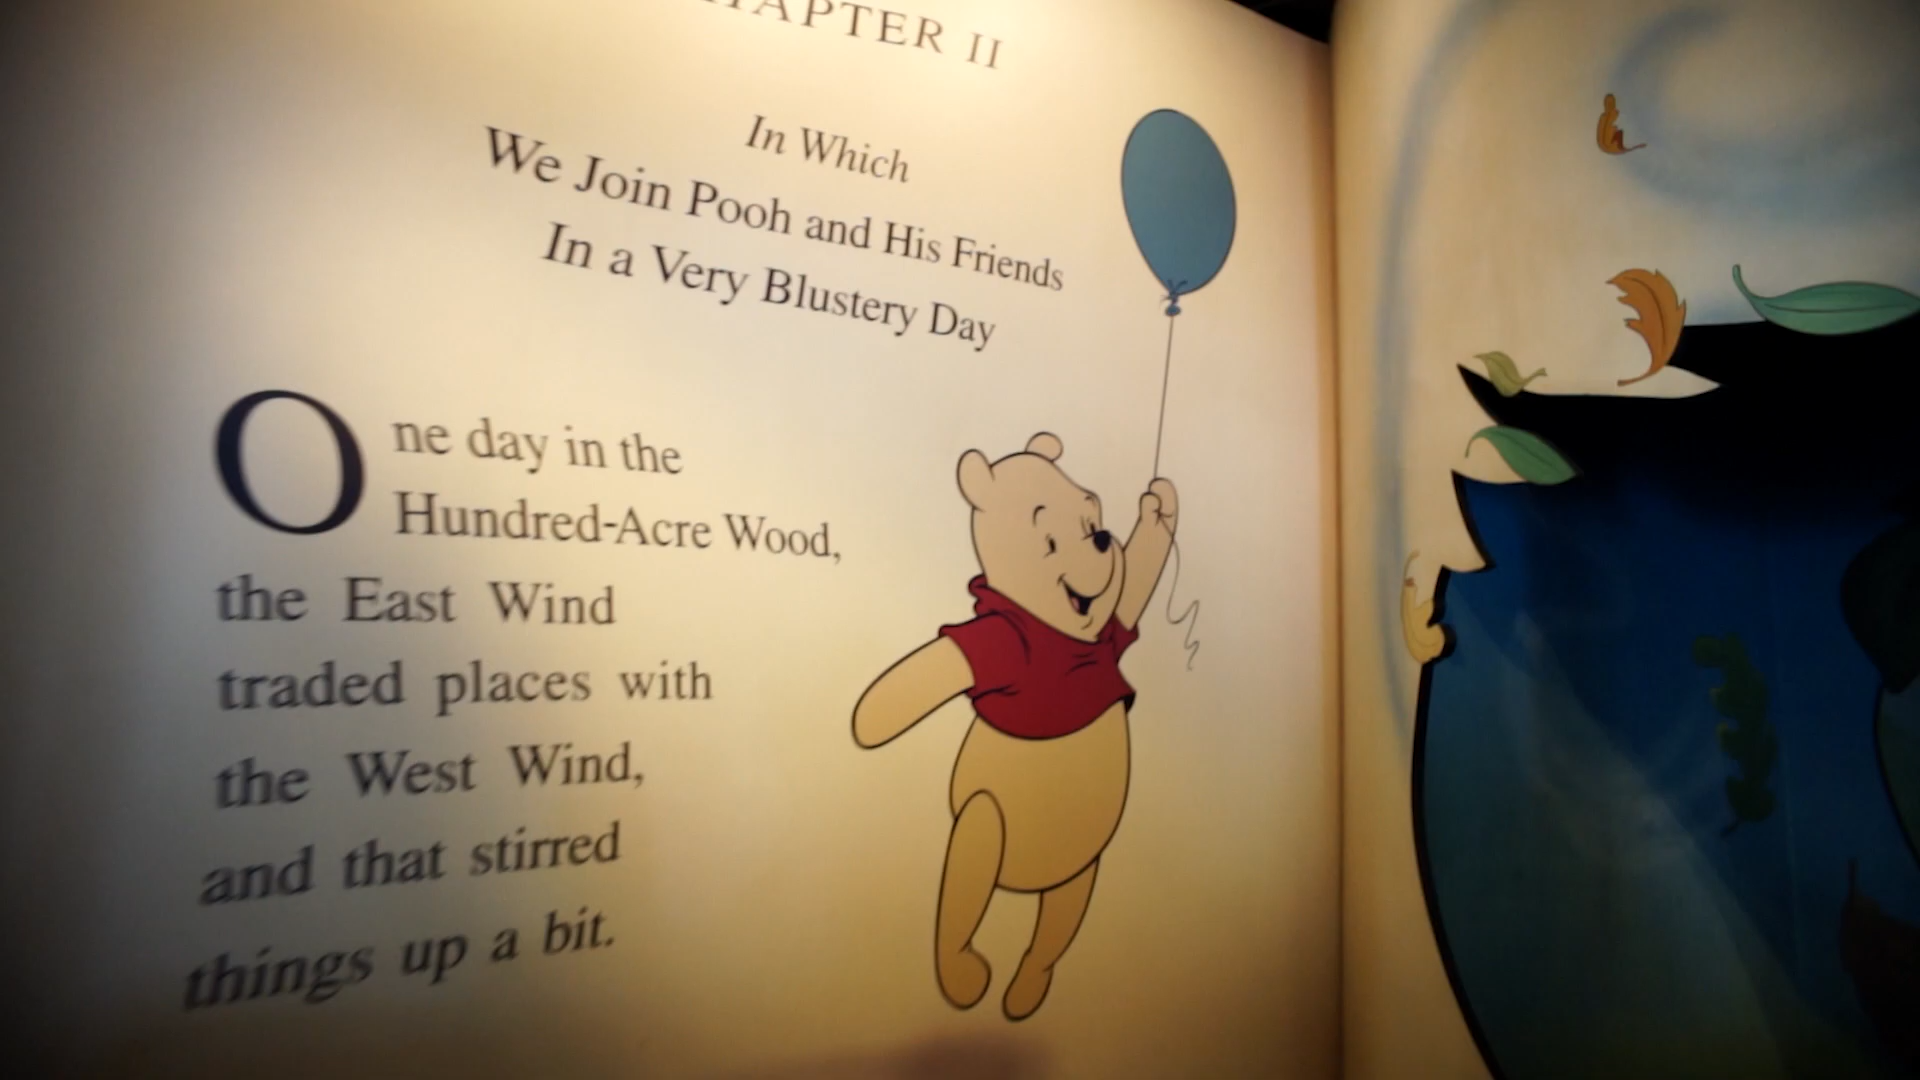 CHAPTER II
In Which
We Join Pooh and His Friends
In a Very Blustery Day
One day in the
Hundred-Acre Wood,
the East Wind
traded places with
the West Wind,
and that stirred
things up a bit.